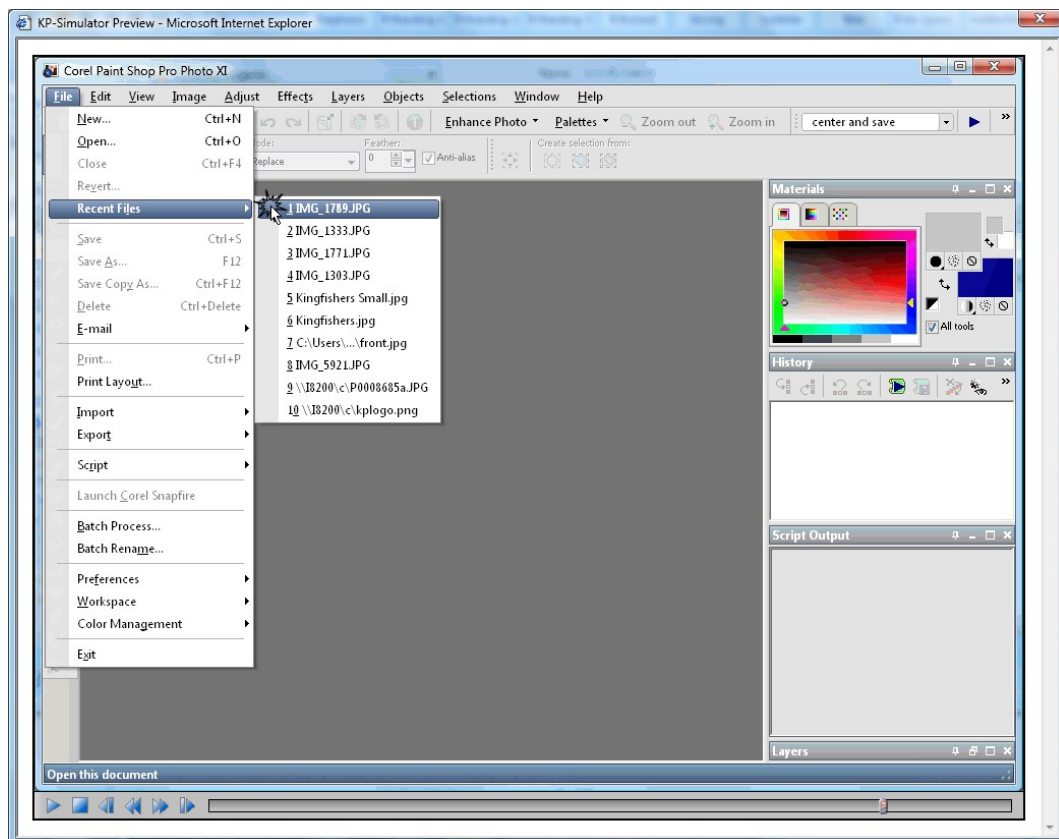 KP-Simulator Preview - Microsoft Internet Explorer
Corel Paint Shop Pro Photo XI
File Edit View Image Adjust Effects Layers Objects Selections Window Help
Enhance Photo Palettes Zoom out Zoom in center and save
Feather:
Create selection from:
Replace
0
Anti-alias
New... Ctrl+N
Open... Ctrl+O
Close Ctrl+F4
Revert...
Recent Files
Save Ctrl+S
Save As... F12
Save Copy As... Ctrl+F12
Delete Ctrl+Delete
E-mail
Print... Ctrl+P
Print Layout...
Import
Export
Script
Launch Corel Snapfire
Batch Process...
Batch Rename...
Preferences
Workspace
Color Management
Exit
1 IMG_1789.JPG
2 IMG_1333.JPG
3 IMG_1771.JPG
4 IMG_1303.JPG
5 Kingfishers Small.jpg
6 Kingfishers.jpg
7 C:\Users\...\front.jpg
8 IMG_5921.JPG
9 \\I8200\c\P0008685a.JPG
10 \\I8200\c\kplogo.png
Materials
All tools
History
Script Output
Layers
Open this document